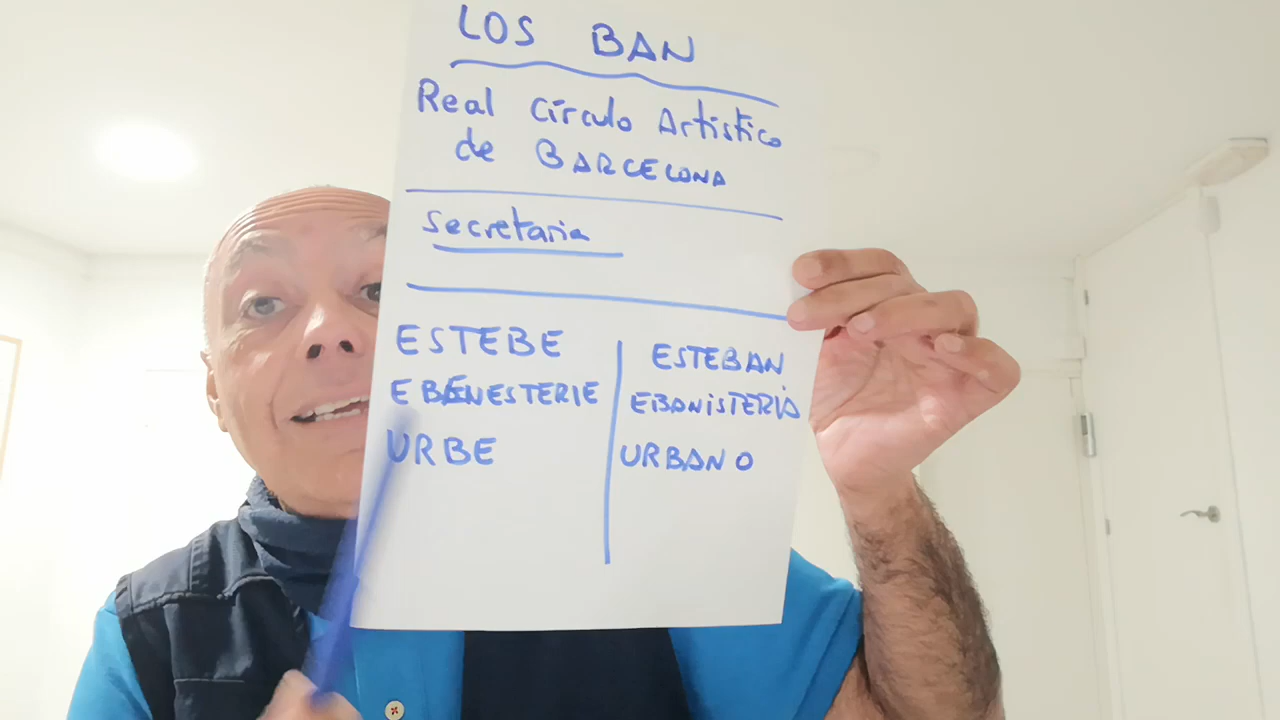 LOS BAN
Real Círculo Artístico
de BARCELONA
secretaria
ESTEBE
ESTEBAN
EBENESTERIE
EBANISTERIA
URBE
URBANO